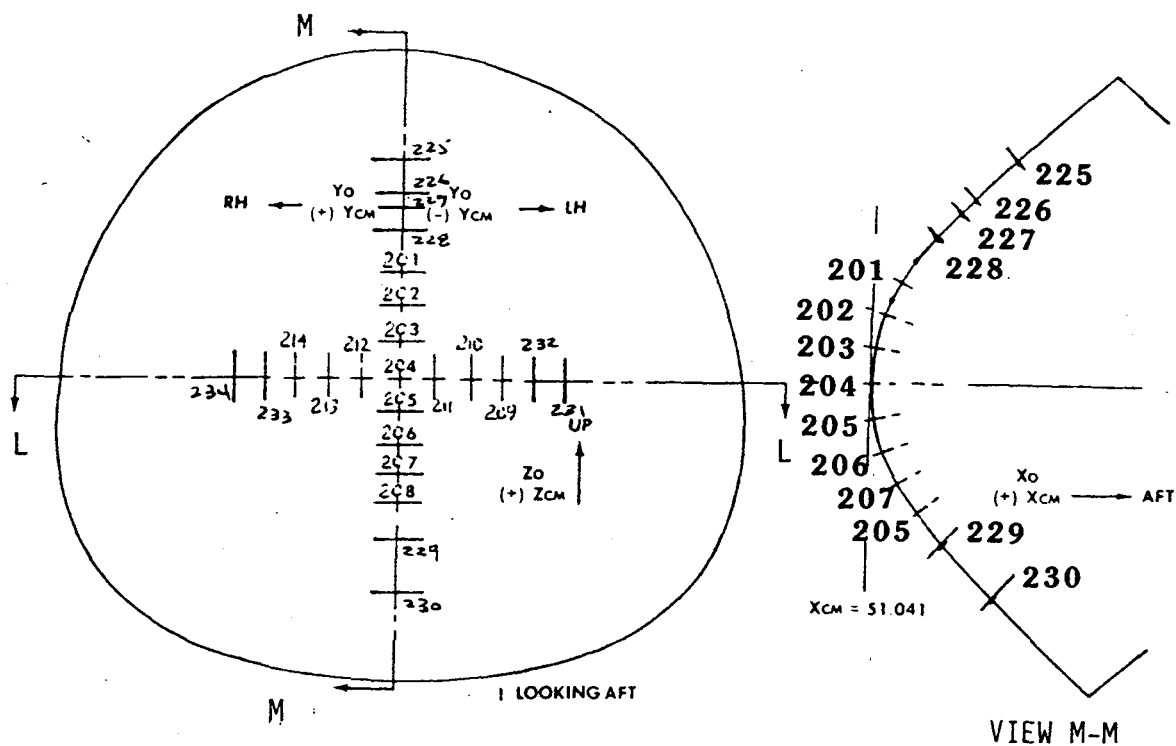 M
225
226
YO YO
227
RH (+) YCM (-) YCM LH
228
201
202
203
214 212 210 232
234 204
233 213 211 209 231
205 UP
L L
206
207
208
ZO
(+) ZCM
229
230
M
I LOOKING AFT
225
226
227
228
201
202
203
204
205
206
207
205
XO
(+) XCM AFT
229
230
XCM = 51.041
VIEW M-M